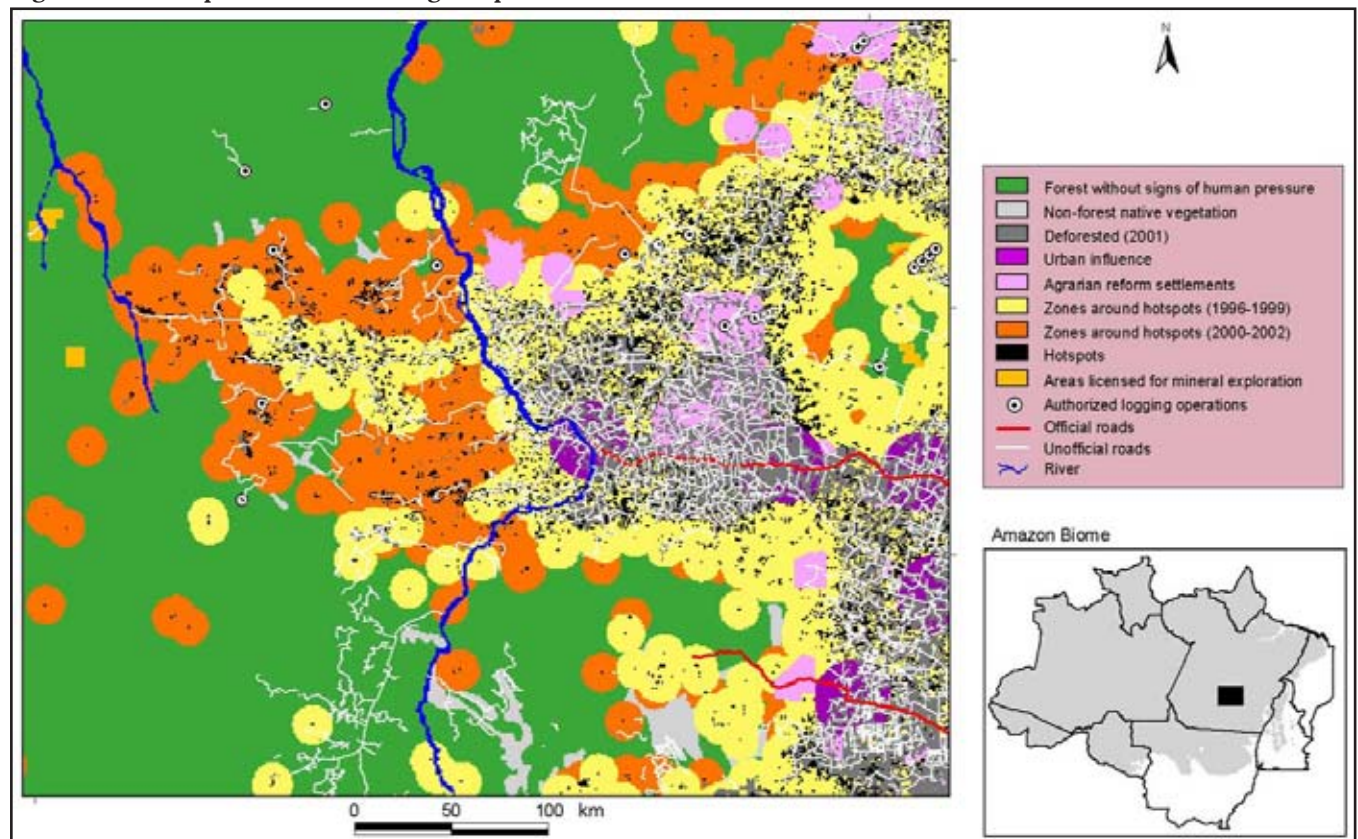 N
Forest without signs of human pressure
Non-forest native vegetation
Deforested (2001)
Urban influence
Agrarian reform settlements
Zones around hotspots (1996-1999)
Zones around hotspots (2000-2002)
Hotspots
Areas licensed for mineral exploration
Authorized logging operations
Official roads
Unofficial roads
River
Amazon Biome
0 50 100 km